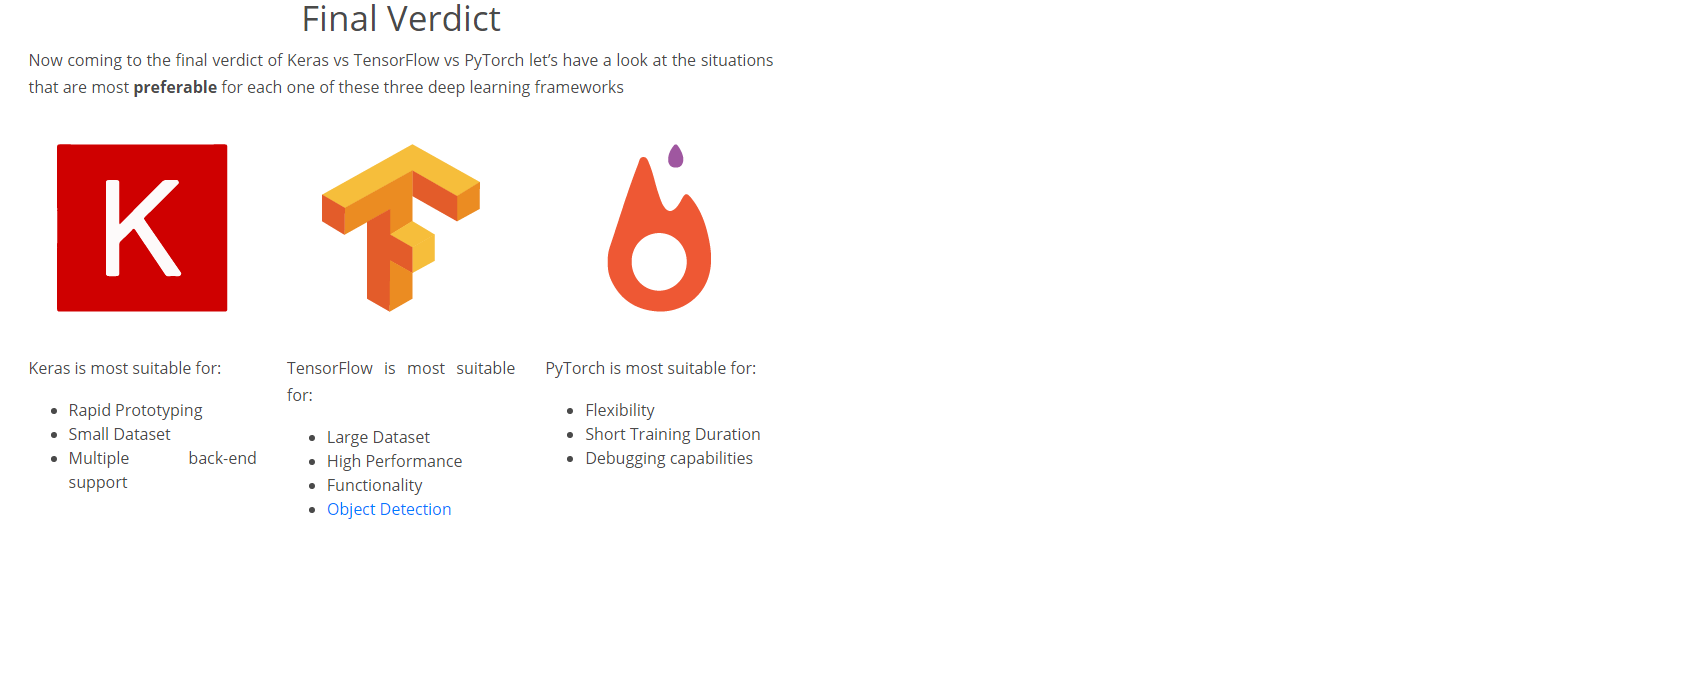 Final Verdict
Now coming to the final verdict of Keras vs TensorFlow vs PyTorch let’s have a look at the situations
that are most preferable for each one of these three deep learning frameworks
K
Keras is most suitable for:
Rapid Prototyping
Small Dataset
Multiple back-end
support
TensorFlow is most suitable
for:
Large Dataset
High Performance
Functionality
Object Detection
PyTorch is most suitable for:
Flexibility
Short Training Duration
Debugging capabilities